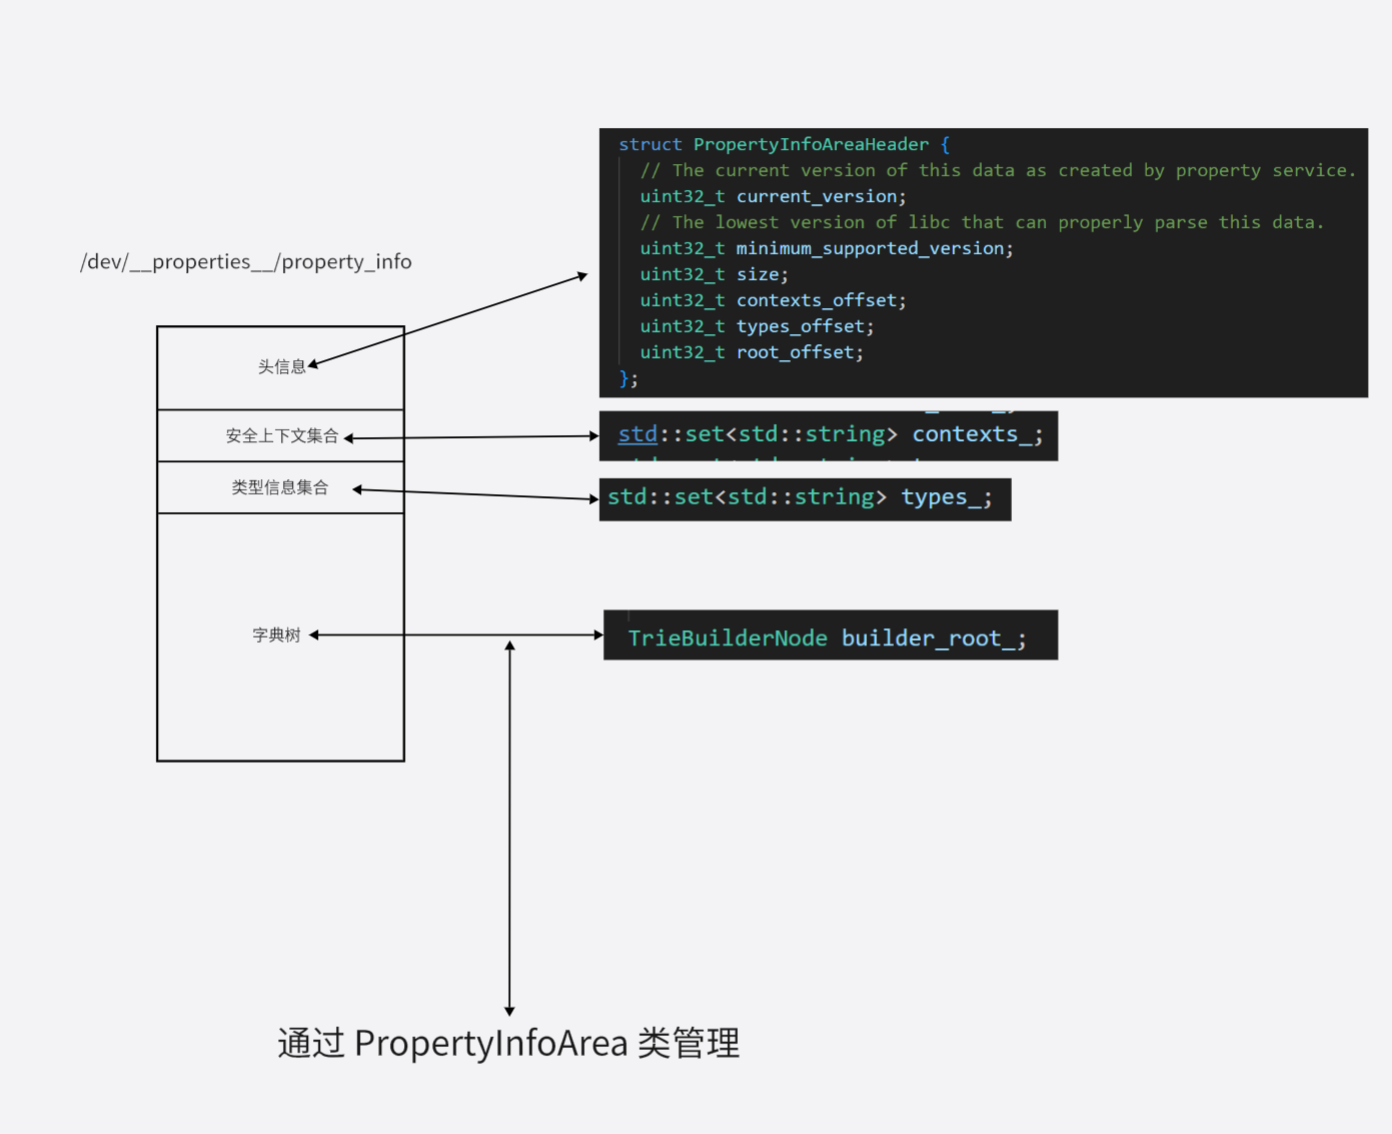 struct PropertyInfoAreaHeader {
// The current version of this data as created by property service.
uint32_t current_version;
// The lowest version of libc that can properly parse this data.
uint32_t minimum_supported_version;
uint32_t size;
uint32_t contexts_offset;
uint32_t types_offset;
uint32_t root_offset;
};
/dev/__properties__/property_info
头信息
安全上下文集合
std::set<std::string> contexts_;
类型信息集合
std::set<std::string> types_;
字典树
TrieBuilderNode builder_root_;
通过 PropertyInfoArea 类管理